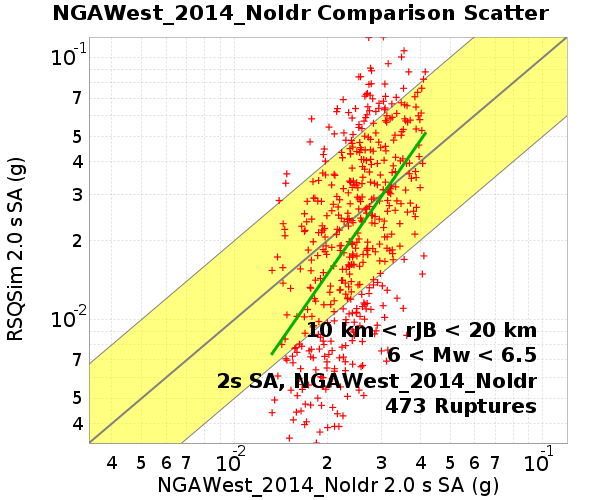 NGAWest_2014_NoIdr Comparison Scatter
10⁻¹
7
5
4
3
2
10⁻²
7
5
4
RSQSim 2.0 s SA (g)
10 km < rJB < 20 km
6 < Mw < 6.5
2s SA, NGAWest_2014_NoIdr
473 Ruptures
4 5 6 7 10⁻² 2 3 4 5 6 7 10⁻¹
NGAWest_2014_NoIdr 2.0 s SA (g)